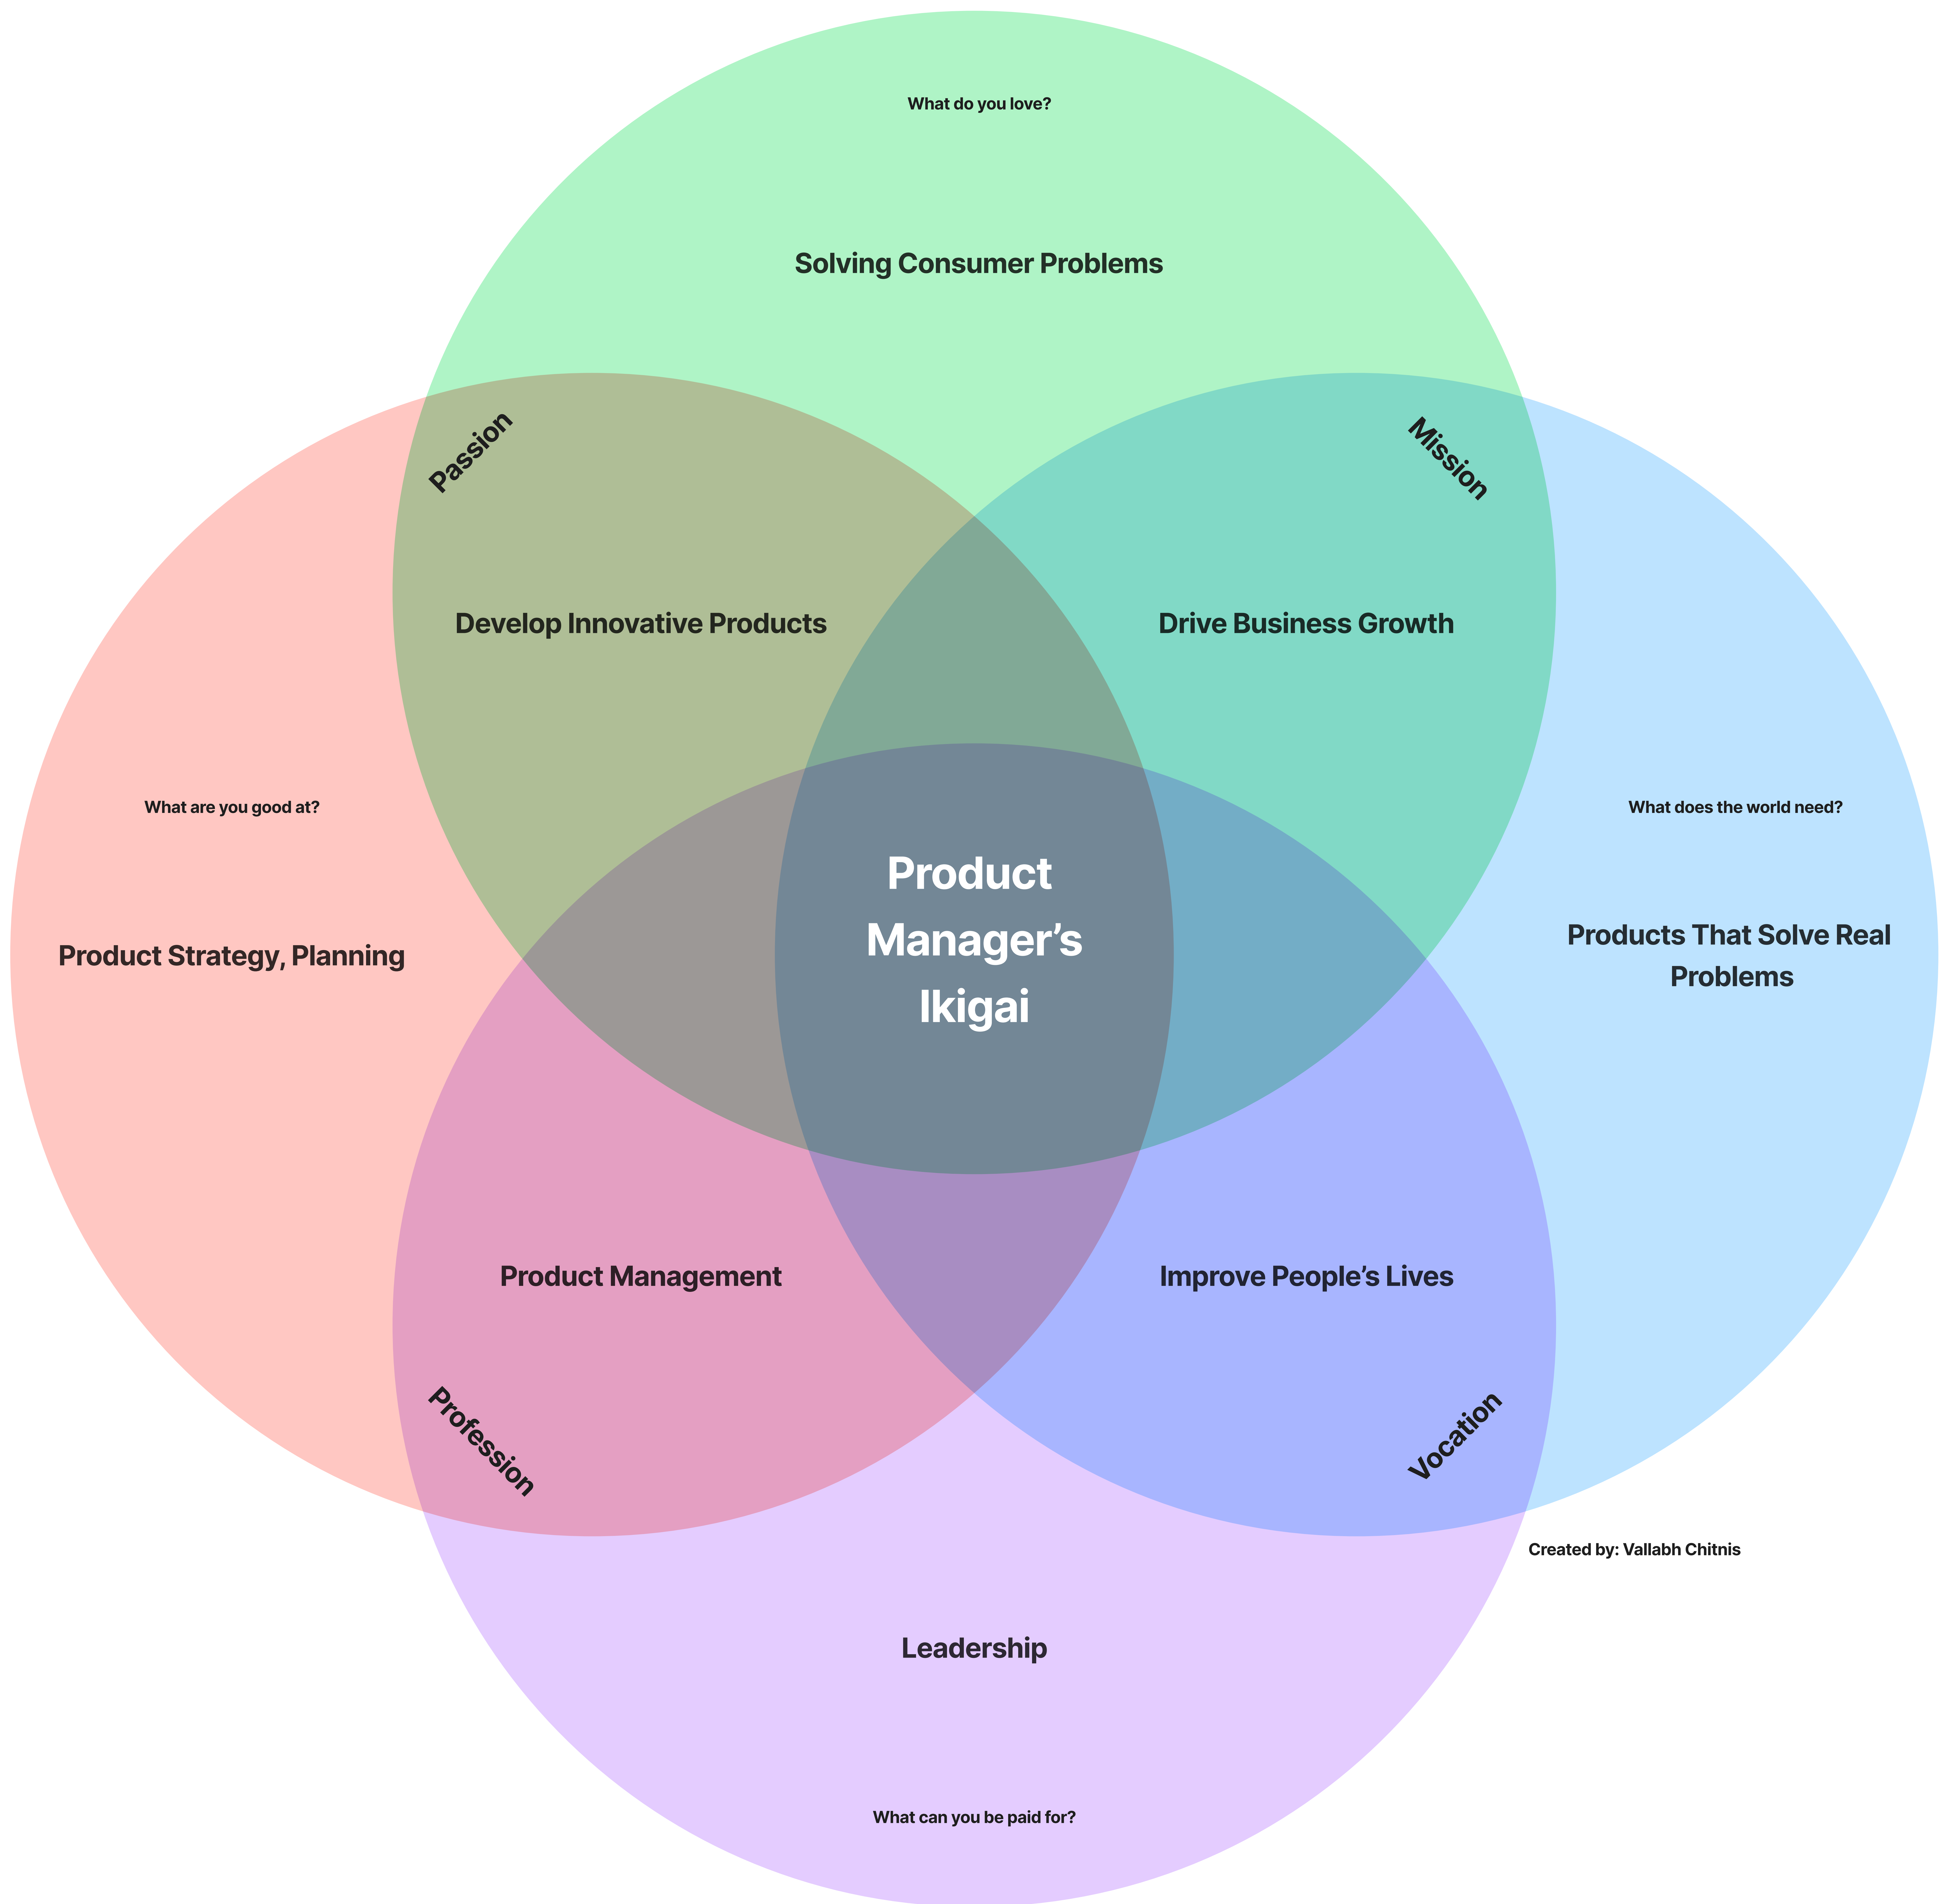 What do you love?
Solving Consumer Problems
Passion
Mission
Develop Innovative Products
Drive Business Growth
What are you good at?
What does the world need?
Product Strategy, Planning
Product
Manager’s
Ikigai
Products That Solve Real
Problems
Product Management
Improve People’s Lives
Profession
Vocation
Created by: Vallabh Chitnis
Leadership
What can you be paid for?